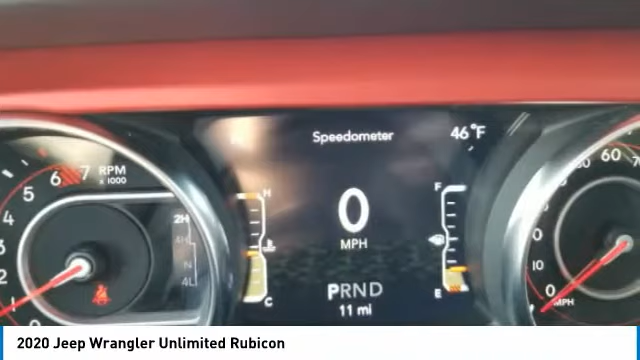 Speedometer 46°F
5 6 7 RPM x 1000
4
3
2
1
2H
4H
N
4L
H
C
0
MPH
PRND
11 mi
F
E
60 70
10
0
MPH
2020 Jeep Wrangler Unlimited Rubicon